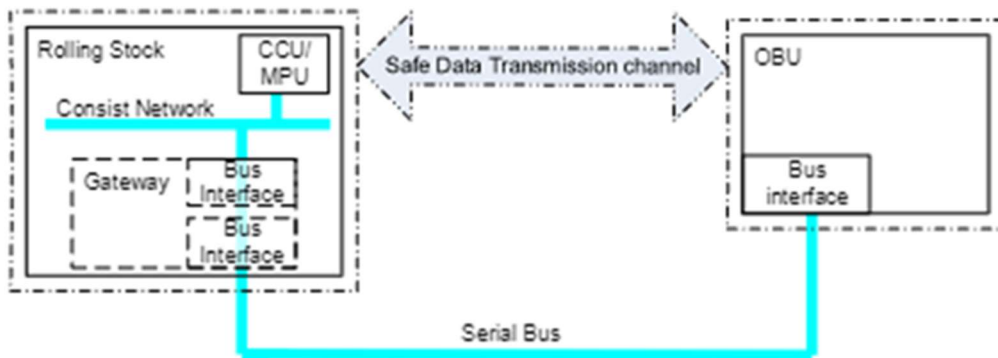 Rolling Stock
CCU/
MPU
Safe Data Transmission channel
OBU
Consist Network
Gateway
Bus
Interface
Bus
Interface
Bus
interface
Serial Bus